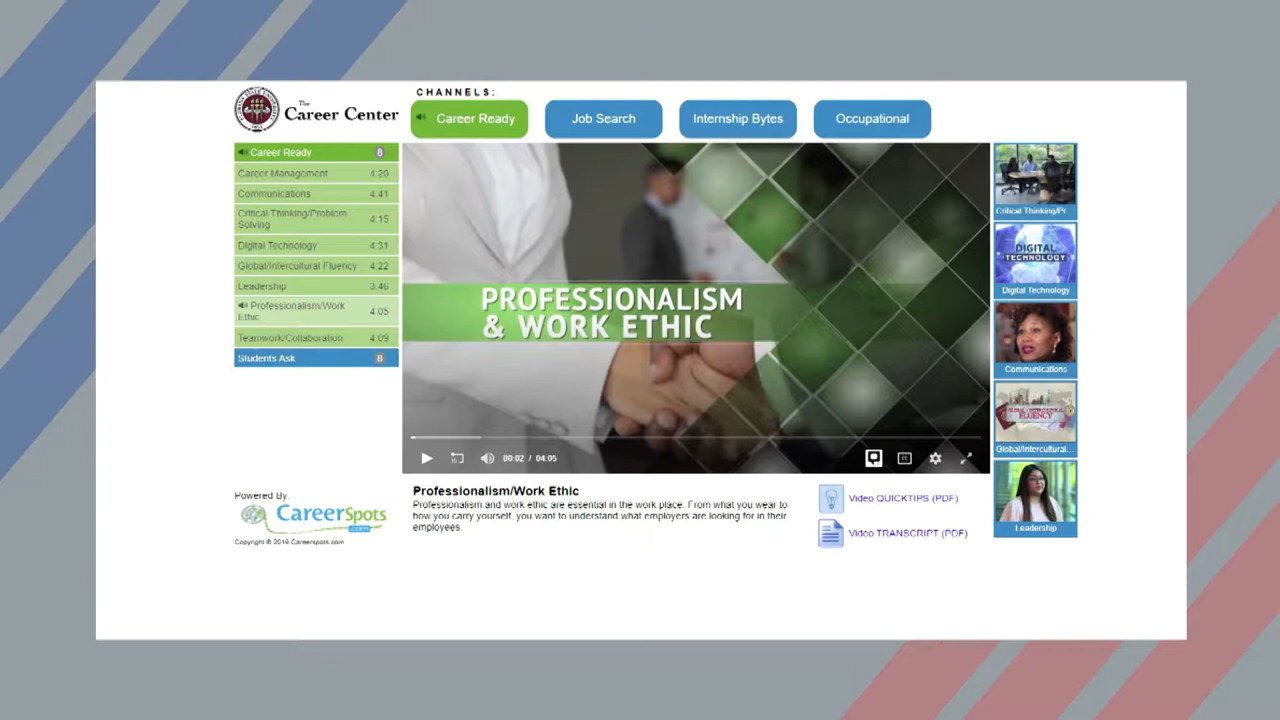 CHANNELS:
The
Career Center
Career Ready
Job Search
Internship Bytes
Occupational
Career Ready 8
Career Management 4:20
Communications 4:41
Critical Thinking/Problem
Solving 4:15
Digital Technology 4:31
Global/Intercultural Fluency 4:22
Leadership 3:46
Professionalism/Work
Ethic 4:05
Teamwork/Collaboration 4:09
Students Ask 8
PROFESSIONALISM
& WORK ETHIC
00:02 / 04:05
Critical Thinking/Pr
DIGITAL
TECHNOLOGY
Digital Technology
Communications
GLOBAL / INTERCULTURAL
FLUENCY
Global/Intercultural...
Leadership
Powered By:
CareerSpots
.com
Copyright © 2019 Careerspots.com
Professionalism/Work Ethic
Professionalism and work ethic are essential in the work place. From what you wear to
how you carry yourself, you want to understand what employers are looking for in their
employees.
Video QUICKTIPS (PDF)
Video TRANSCRIPT (PDF)